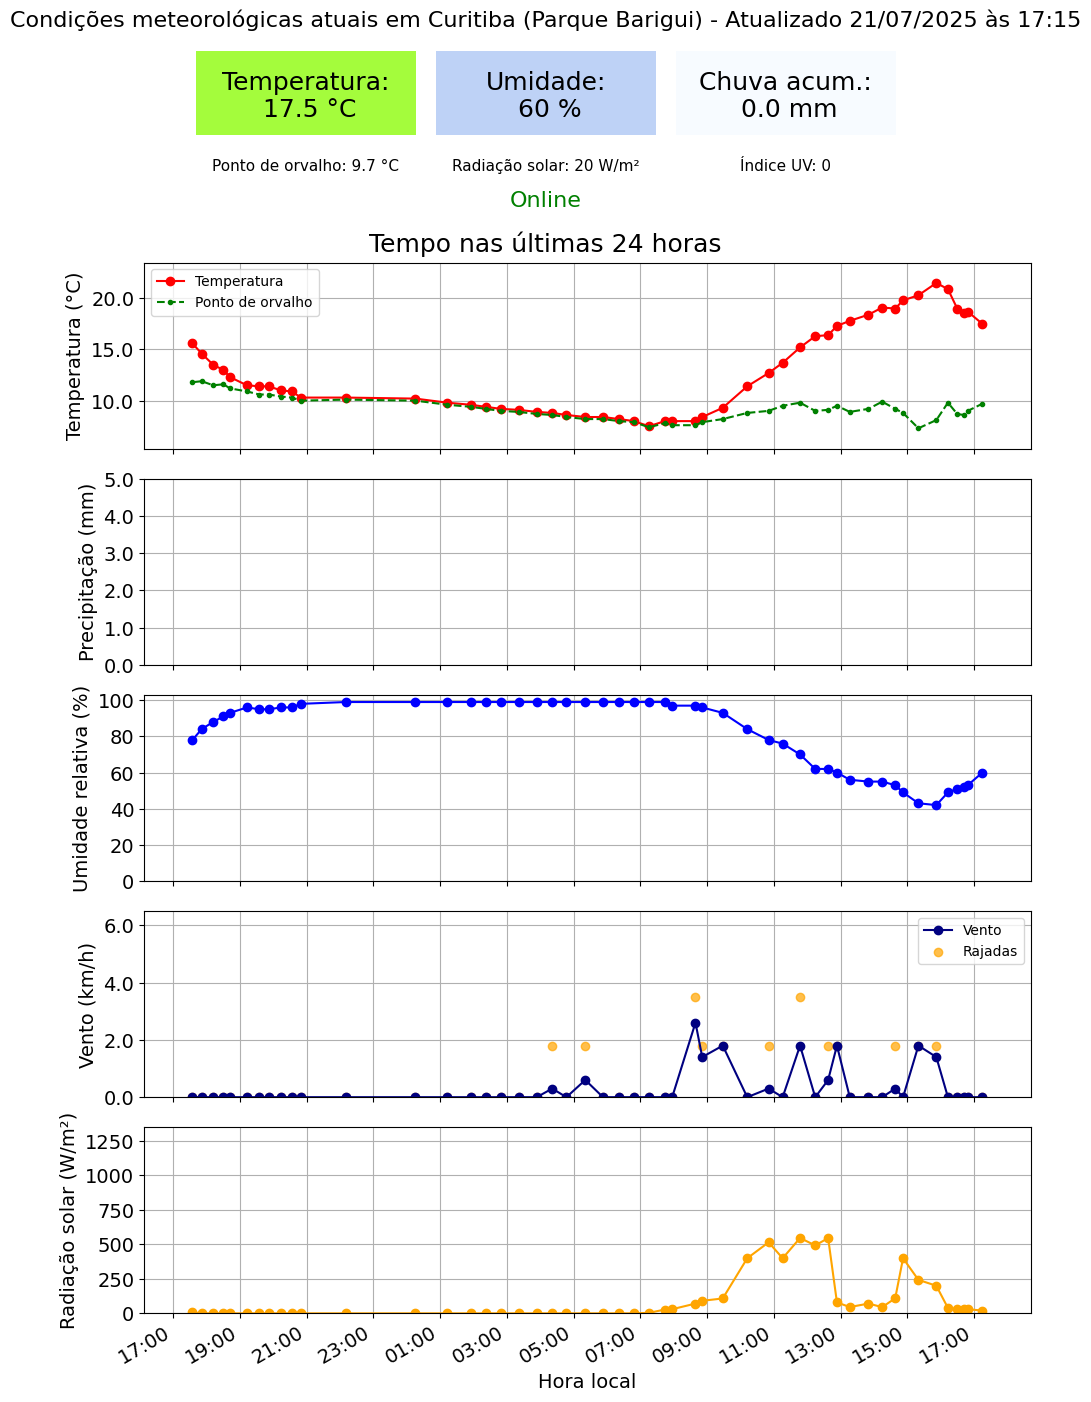 Condições meteorológicas atuais em Curitiba (Parque Barigui) - Atualizado 21/07/2025 às 17:15
Temperatura:
17.5 °C
Umidade:
60 %
Chuva acum.:
0.0 mm
Ponto de orvalho: 9.7 °C
Radiação solar: 20 W/m²
Índice UV: 0
Online
Tempo nas últimas 24 horas
Temperatura (°C)
20.0
15.0
10.0
Temperatura
Ponto de orvalho
Precipitação (mm)
5.0
4.0
3.0
2.0
1.0
0.0
Umidade relativa (%)
100
80
60
40
20
0
Vento (km/h)
6.0
4.0
2.0
0.0
Vento
Rajadas
Radiação solar (W/m²)
1250
1000
750
500
250
0
17:00
19:00
21:00
23:00
01:00
03:00
05:00
07:00
09:00
11:00
13:00
15:00
17:00
Hora local